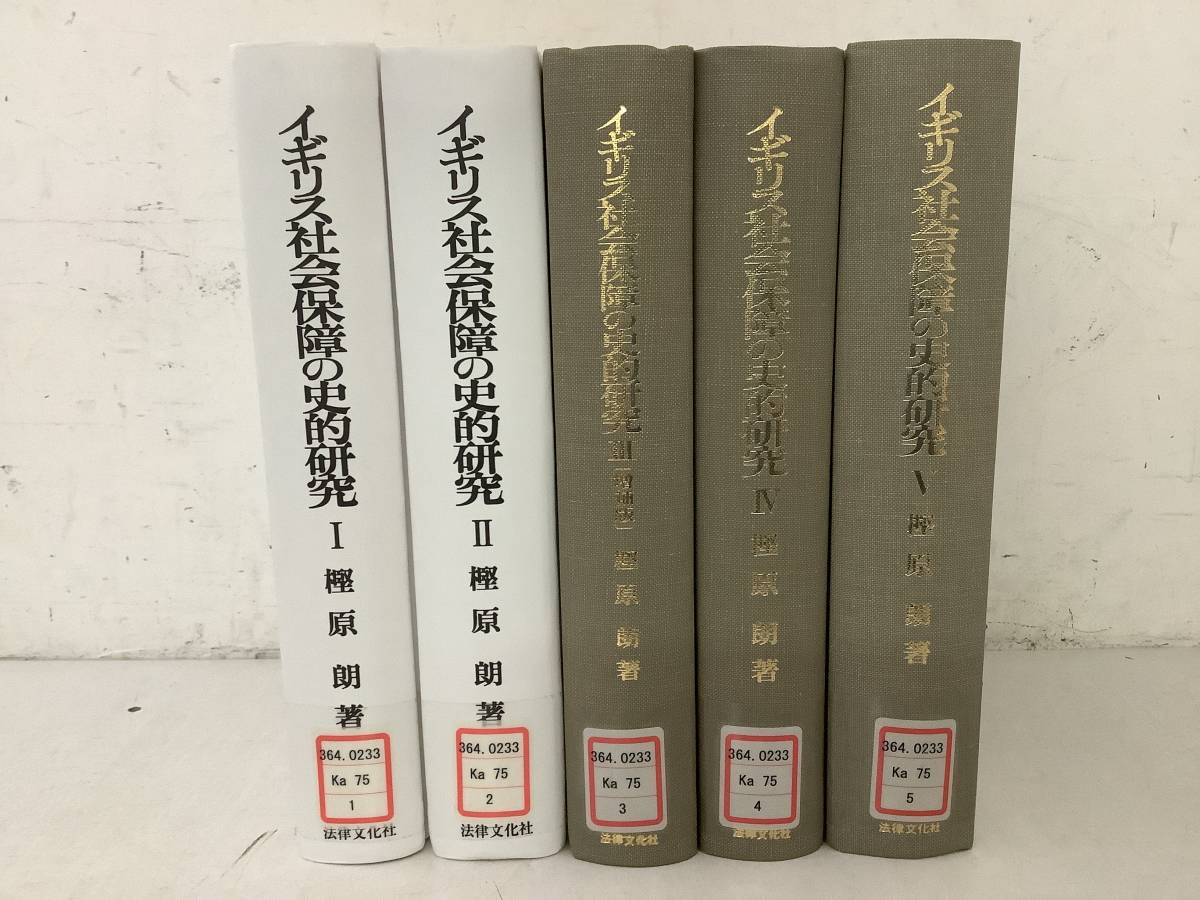 イギリス社会保障の史的研究 I 樫原 朗 著
364.0233
Ka 75
1
法律文化社
イギリス社会保障の史的研究 II 樫原 朗 著
364.0233
Ka 75
2
法律文化社
イギリス社会保障の史的研究 III [増補版] 樫原 朗 著
364.0233
Ka 75
3
法律文化社
イギリス社会保障の史的研究 IV 樫原 朗 著
364.0233
Ka 75
4
法律文化社
イギリス社会保障の史的研究 V 樫原 朗 著
364.0233
Ka 75
5
法律文化社